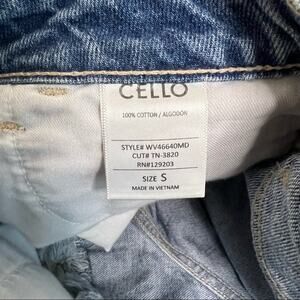 CELLO
100% COTTON / ALGODON
STYLE# WV46640MD
CUT# TN-3820
RN#129203
SIZE S
MADE IN VIETNAM